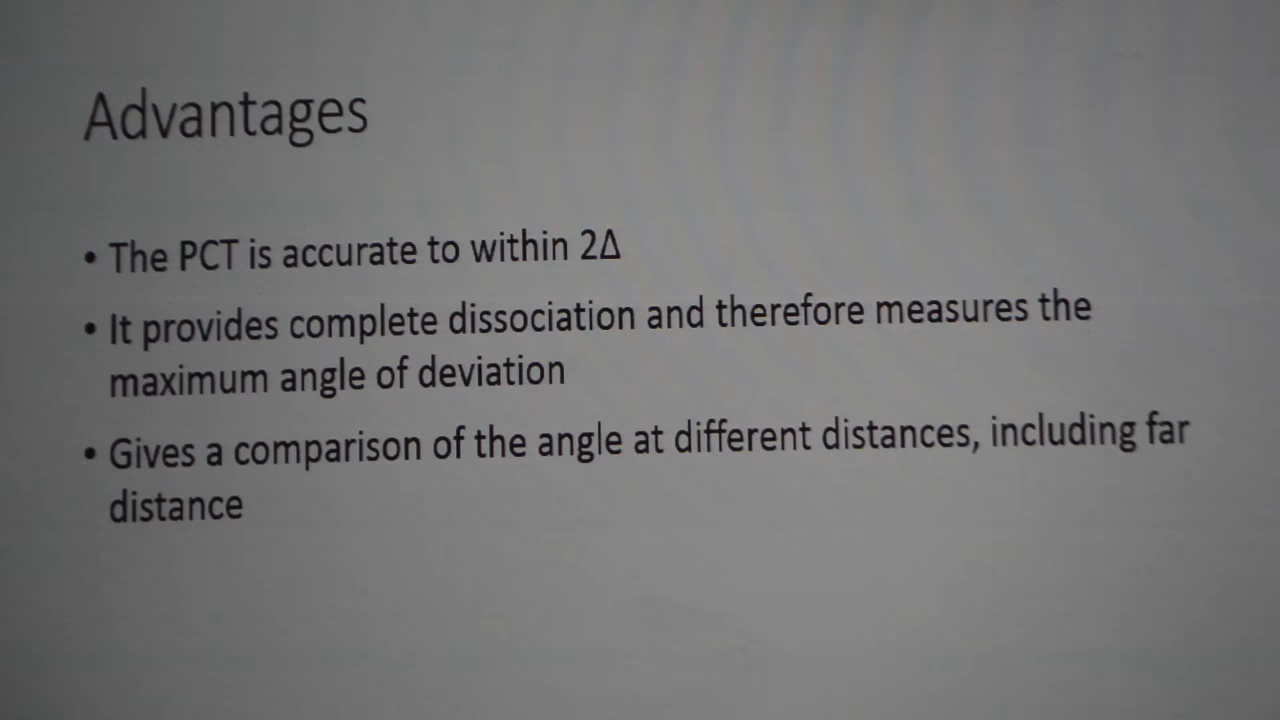 Advantages
• The PCT is accurate to within 2Δ
• It provides complete dissociation and therefore measures the
maximum angle of deviation
• Gives a comparison of the angle at different distances, including far
distance